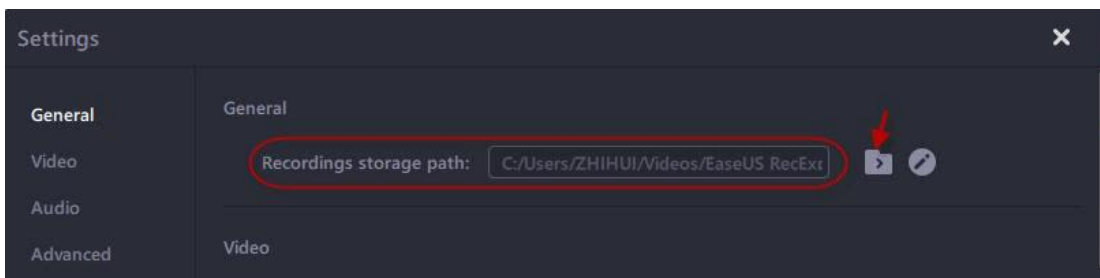 Settings
General
Video
Audio
Advanced
General
Recordings storage path: C:/Users/ZHIHUI/Videos/EaseUS RecExp
Video